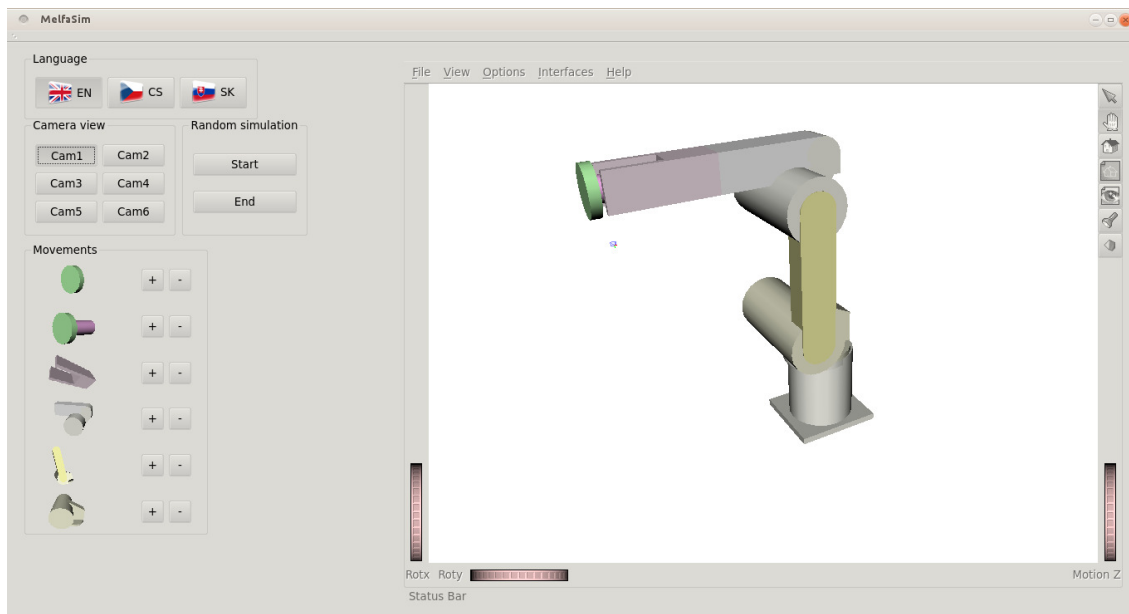 MelfaSim
Language
EN CS SK
Camera view
Cam1 Cam2
Cam3 Cam4
Cam5 Cam6
Random simulation
Start
End
Movements
+ -
+ -
+ -
+ -
+ -
+ -
File View Options Interfaces Help
Rotx Roty Motion Z
Status Bar